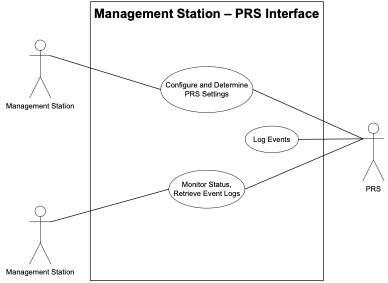 Management Station – PRS Interface
Configure and Determine
PRS Settings
Management Station
Log Events
PRS
Monitor Status,
Retrieve Event Logs
Management Station